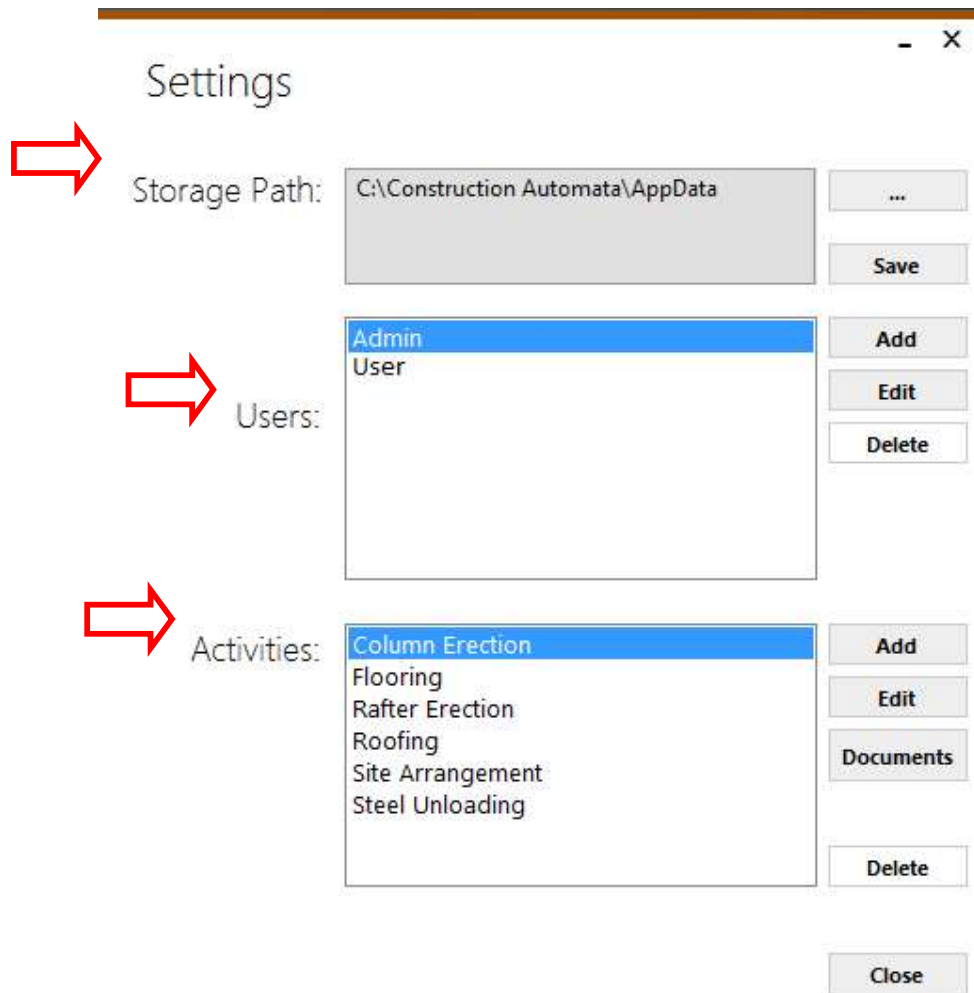 Settings
Storage Path:
C:\Construction Automata\AppData
...
Save
Users:
Admin
User
Add
Edit
Delete
Activities:
Column Erection
Flooring
Rafter Erection
Roofing
Site Arrangement
Steel Unloading
Add
Edit
Documents
Delete
Close